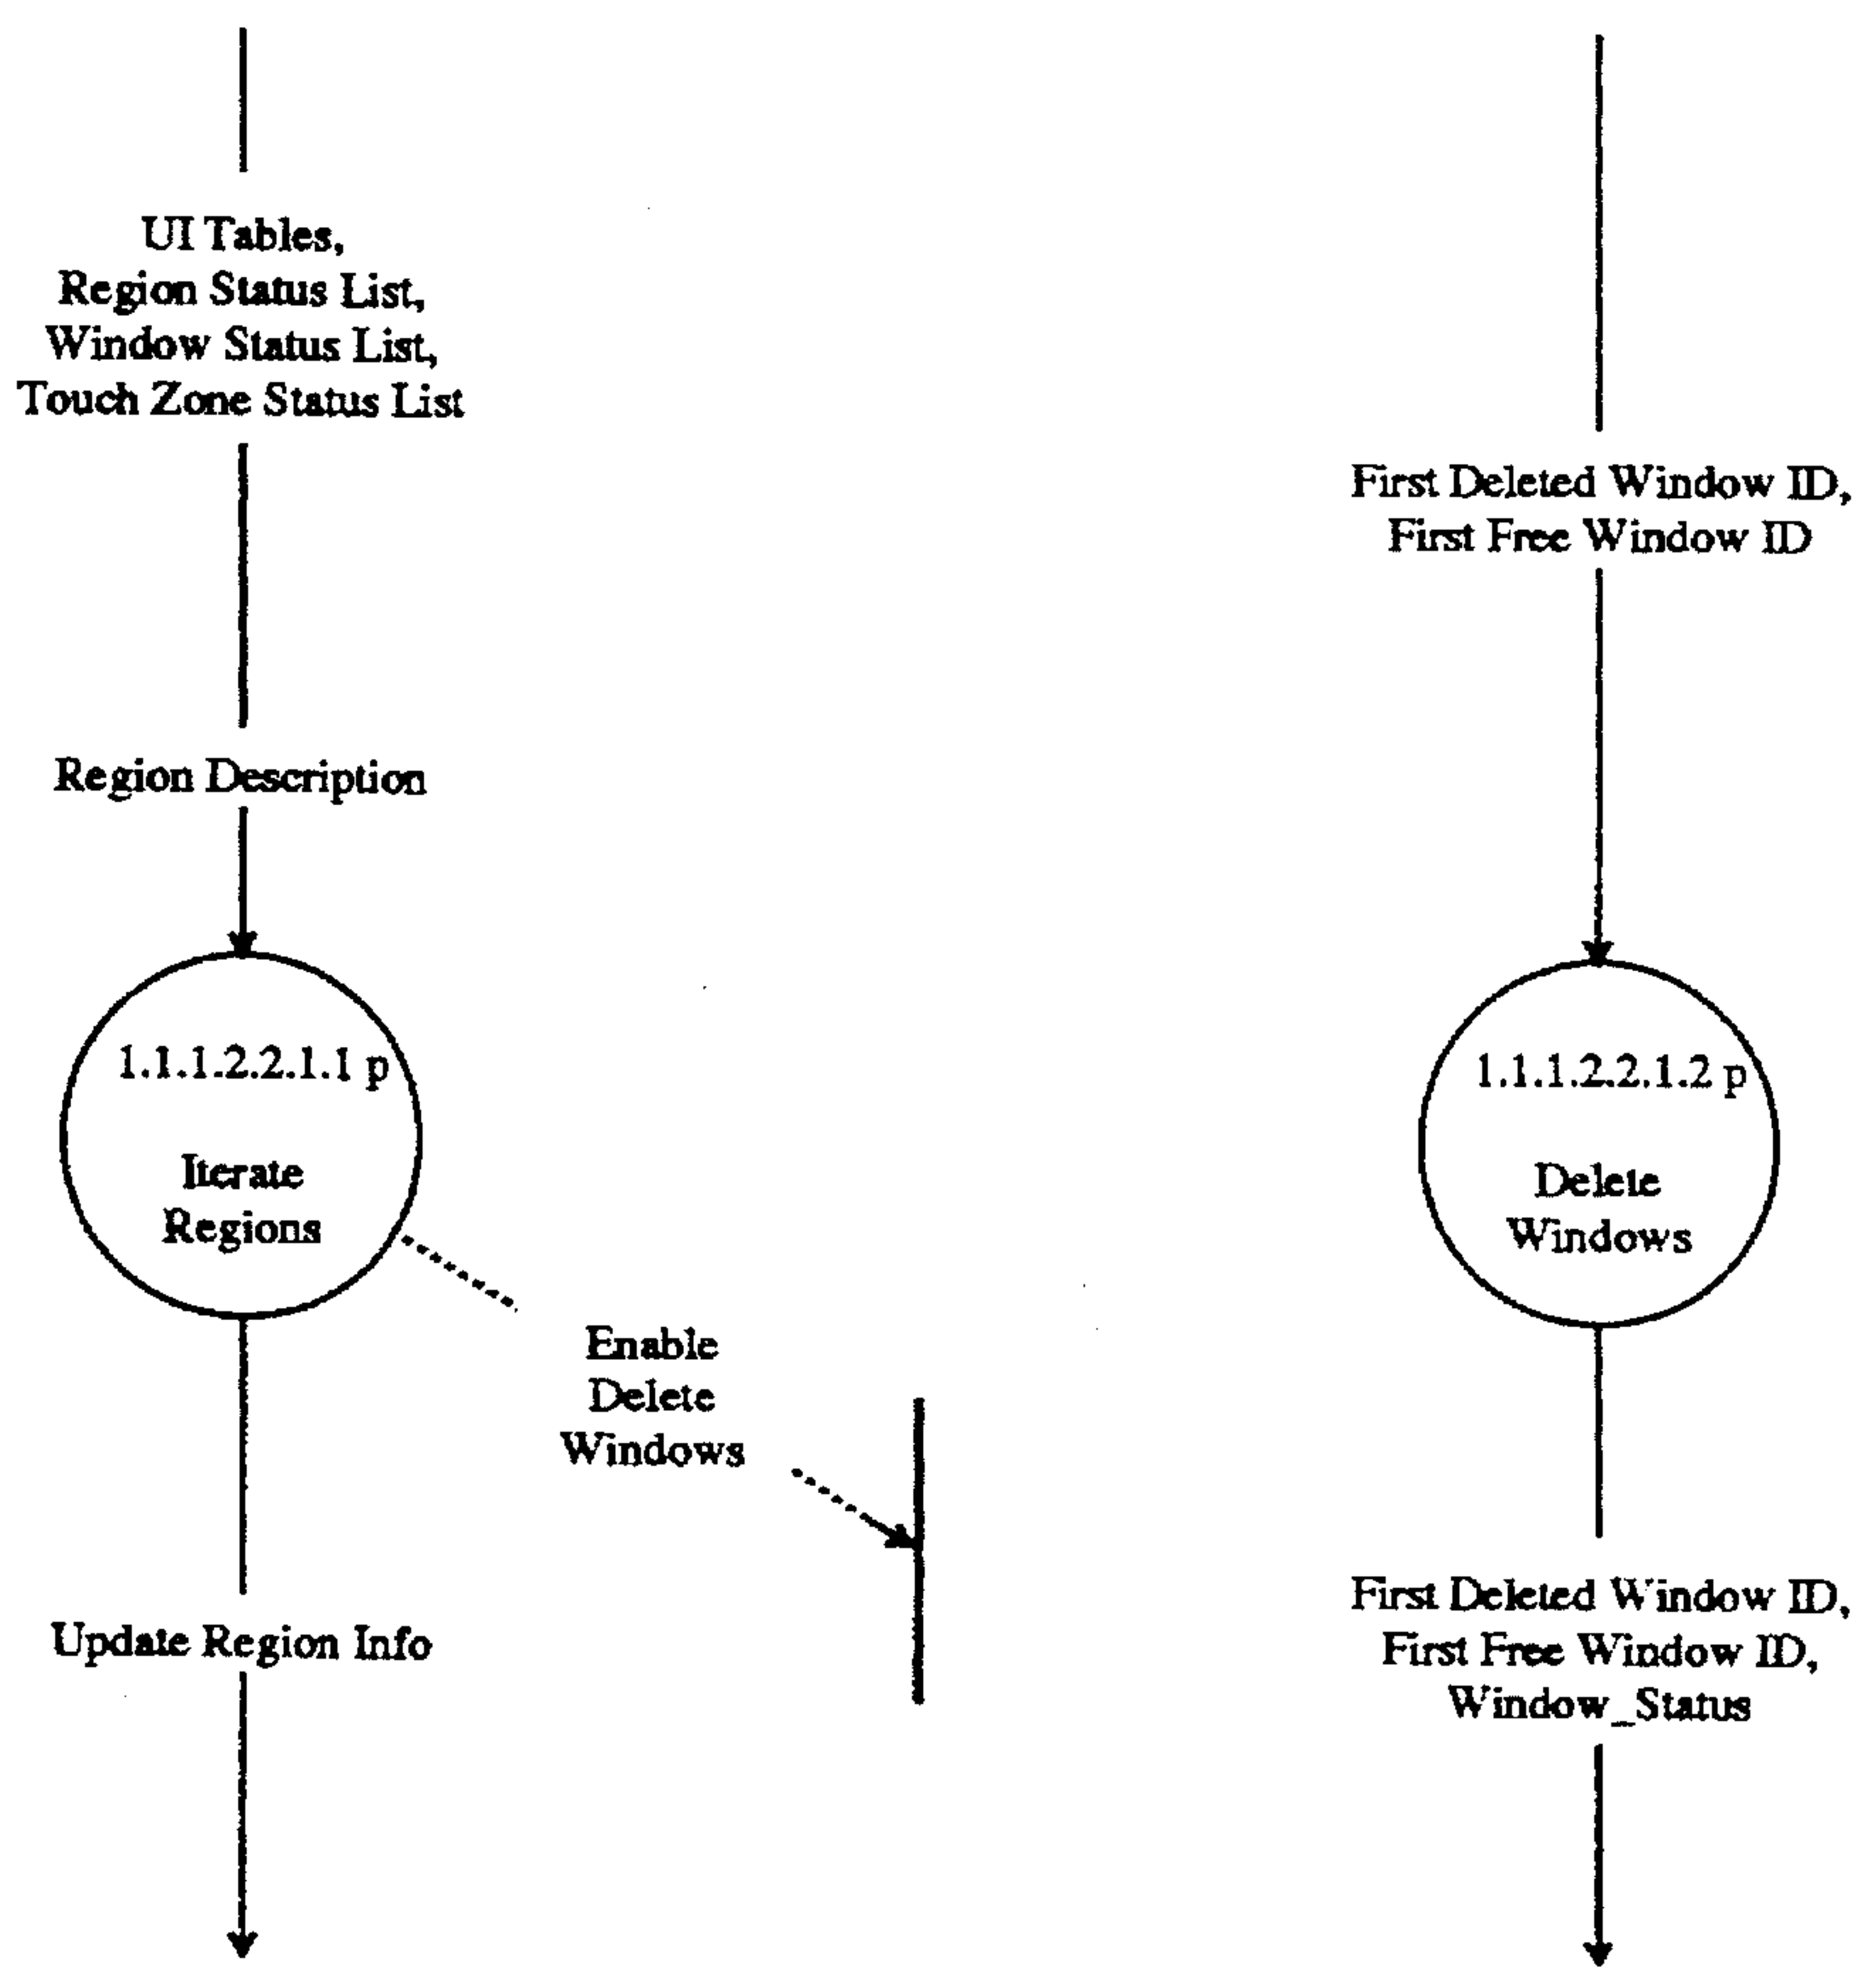 UI Tables,
Region Status List,
Window Status List,
Touch Zone Status List
Region Description
1.1.1.2.2.1.1 p
Iterate
Regions
Enable
Delete
Windows
Update Region Info
First Deleted Window ID,
First Free Window ID
1.1.1.2.2.1.2 p
Delete
Windows
First Deleted Window ID,
First Free Window ID,
Window_Status